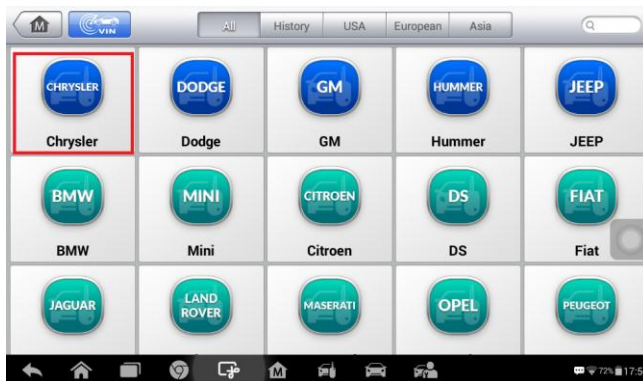 M
VIN
All
History
USA
European
Asia
CHRYSLER
DODGE
GM
HUMMER
JEEP
Chrysler
Dodge
GM
Hummer
JEEP
BMW
MINI
CITROEN
DS
FIAT
BMW
Mini
Citroen
DS
Fiat
JAGUAR
LAND
ROVER
MASERATI
OPEL
PEUGEOT
M
72%